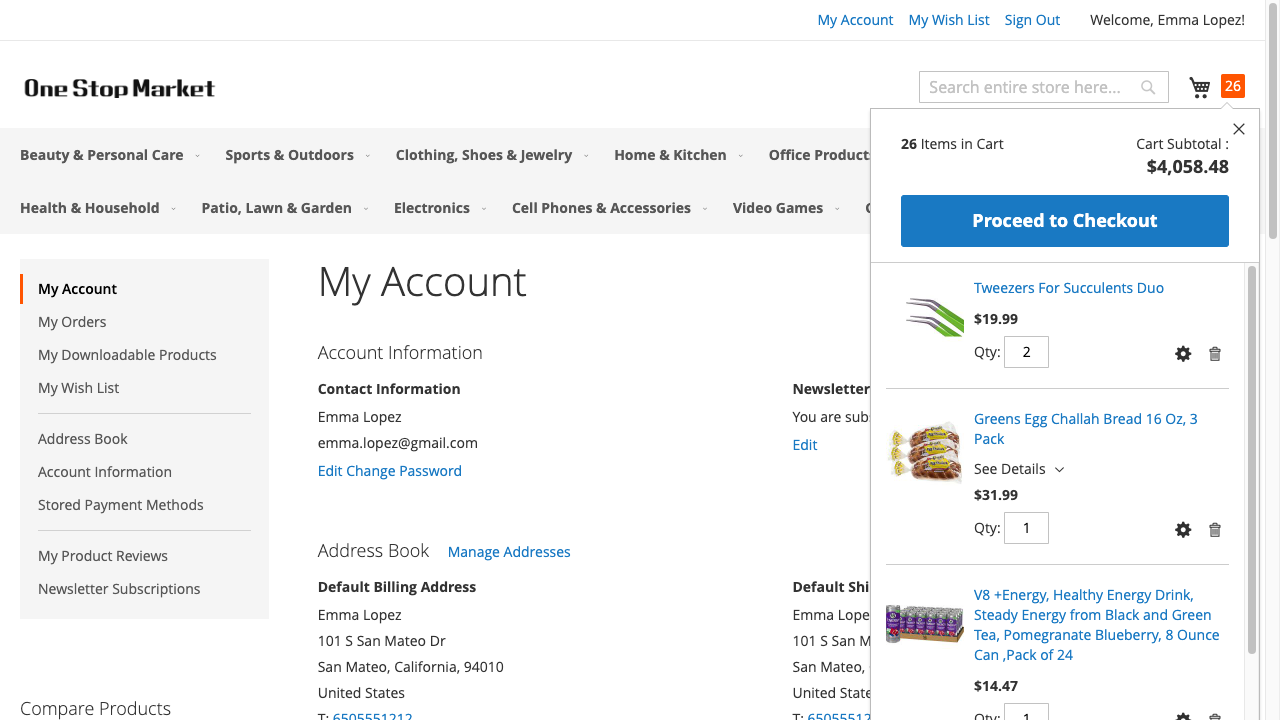 My Account My Wish List Sign Out Welcome, Emma Lopez!
One Stop Market
Search entire store here...
26
Beauty & Personal Care Sports & Outdoors Clothing, Shoes & Jewelry Home & Kitchen Office Product
Health & Household Patio, Lawn & Garden Electronics Cell Phones & Accessories Video Games
26 Items in Cart
Cart Subtotal :
$4,058.48
Proceed to Checkout
Tweezers For Succulents Duo
$19.99
Qty: 2
Greens Egg Challah Bread 16 Oz, 3
Pack
See Details
$31.99
Qty: 1
V8 +Energy, Healthy Energy Drink,
Steady Energy from Black and Green
Tea, Pomegranate Blueberry, 8 Ounce
Can ,Pack of 24
$14.47
Qty: 1
My Account
My Orders
My Downloadable Products
My Wish List
Address Book
Account Information
Stored Payment Methods
My Product Reviews
Newsletter Subscriptions
Compare Products
My Account
Account Information
Contact Information
Emma Lopez
emma.lopez@gmail.com
Edit Change Password
Newsletter
You are sub
Edit
Address Book Manage Addresses
Default Billing Address
Emma Lopez
101 S San Mateo Dr
San Mateo, California, 94010
United States
T: 6505551212
Default Shi
Emma Lope
101 S San M
San Mateo,
United State
T: 65055512